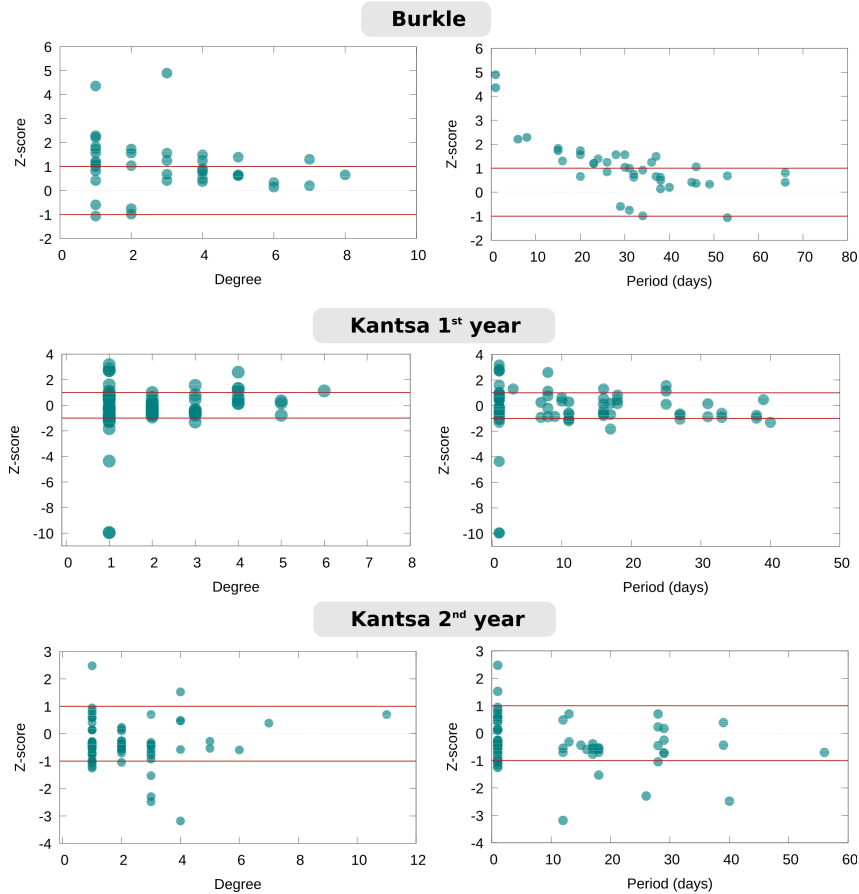 Burkle
6
5
4
3
2
1
0
-1
-2
Z-score
0 2 4 6 8 10
Degree
6
5
4
3
2
1
0
-1
-2
Z-score
0 10 20 30 40 50 60 70 80
Period (days)
Kantsa 1st year
4
2
0
-2
-4
-6
-8
-10
Z-score
0 1 2 3 4 5 6 7 8
Degree
4
2
0
-2
-4
-6
-8
-10
Z-score
0 10 20 30 40 50
Period (days)
Kantsa 2nd year
3
2
1
0
-1
-2
-3
-4
Z-score
0 2 4 6 8 10 12
Degree
3
2
1
0
-1
-2
-3
-4
Z-score
0 10 20 30 40 50 60
Period (days)